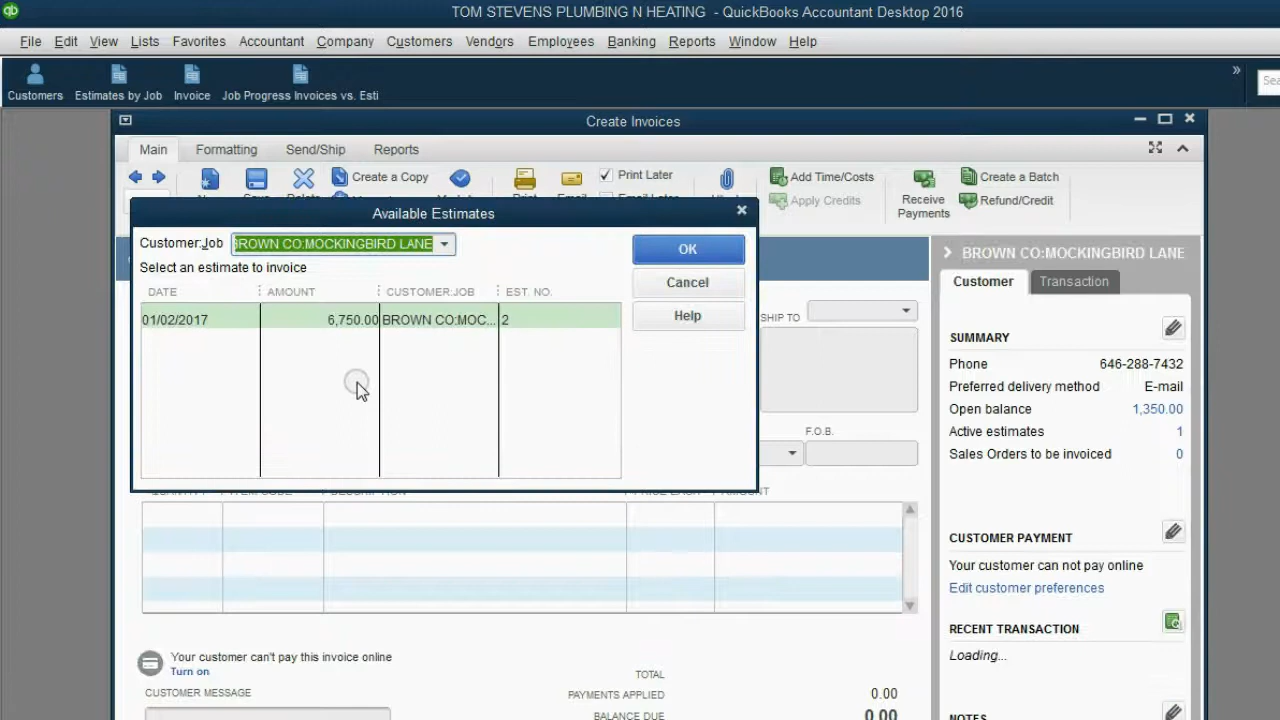 TOM STEVENS PLUMBING N HEATING - QuickBooks Accountant Desktop 2016
File Edit View Lists Favorites Accountant Company Customers Vendors Employees Banking Reports Window Help
Customers Estimates by Job Invoice Job Progress Invoices vs. Esti
Create Invoices
Main Formatting Send/Ship Reports
Create a Copy Print Later Add Time/Costs Create a Batch
Apply Credits Receive Payments Refund/Credit
Available Estimates
Customer:Job BROWN CO:MOCKINGBIRD LANE OK
Select an estimate to invoice
Cancel
DATE AMOUNT CUSTOMER:JOB EST. NO.
Help
01/02/2017 6,750.00 BROWN CO:MOC... 2
SHIP TO
F.O.B.
Your customer can't pay this invoice online
Turn on
CUSTOMER MESSAGE
TOTAL
PAYMENTS APPLIED 0.00
BALANCE DUE 0.00
BROWN CO:MOCKINGBIRD LANE
Customer Transaction
SUMMARY
Phone 646-288-7432
Preferred delivery method E-mail
Open balance 1,350.00
Active estimates 1
Sales Orders to be invoiced 0
CUSTOMER PAYMENT
Your customer can not pay online
Edit customer preferences
RECENT TRANSACTION
Loading...
NOTES